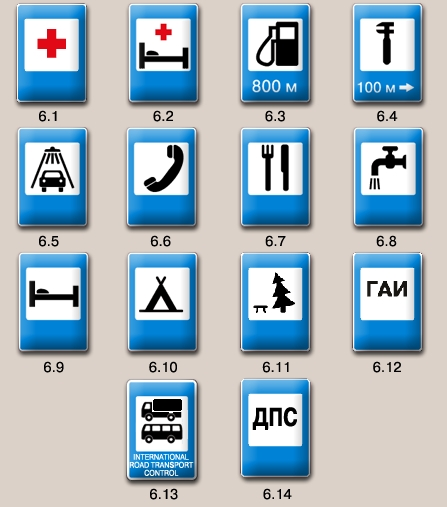 6.1 6.2 800 м 6.3 100 м 6.4
6.5 6.6 6.7 6.8
ГАИ
6.9 6.10 6.11 6.12
ДПС
INTERNATIONAL
ROAD TRANSPORT
CONTROL
6.13 6.14